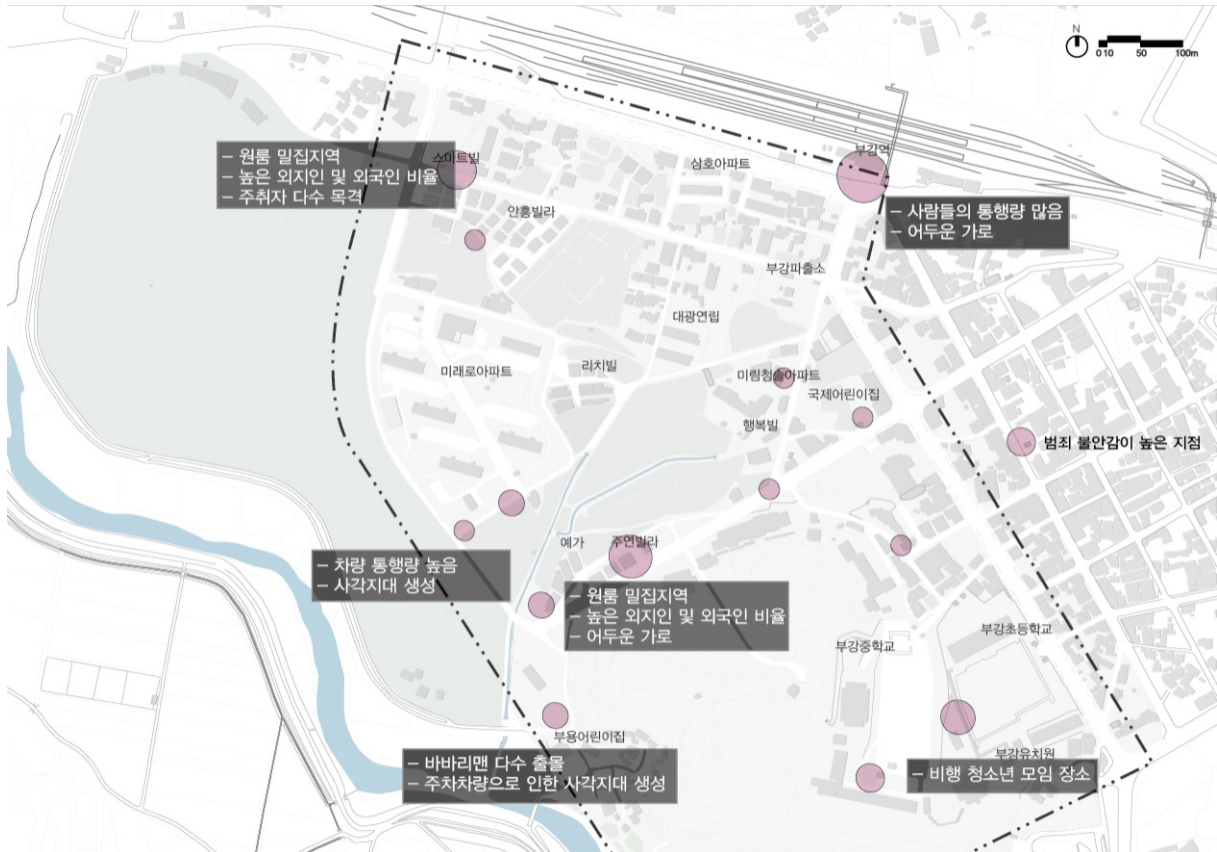 N
0 10 50 100m
– 원룸 밀집지역
– 높은 외지인 및 외국인 비율
– 주취자 다수 목격
스마트빌
삼호아파트
부강역
– 사람들의 통행량 많음
– 어두운 가로
안흥빌라
부강파출소
대광연립
미래로아파트
리치빌
미림청솔아파트
국제어린이집
행복빌
범죄 불안감이 높은 지점
예가
주연빌라
– 차량 통행량 높음
– 사각지대 생성
– 원룸 밀집지역
– 높은 외지인 및 외국인 비율
– 어두운 가로
부강초등학교
부강중학교
부용어린이집
– 바바리맨 다수 출몰
– 주차차량으로 인한 사각지대 생성
부강유치원
– 비행 청소년 모임 장소